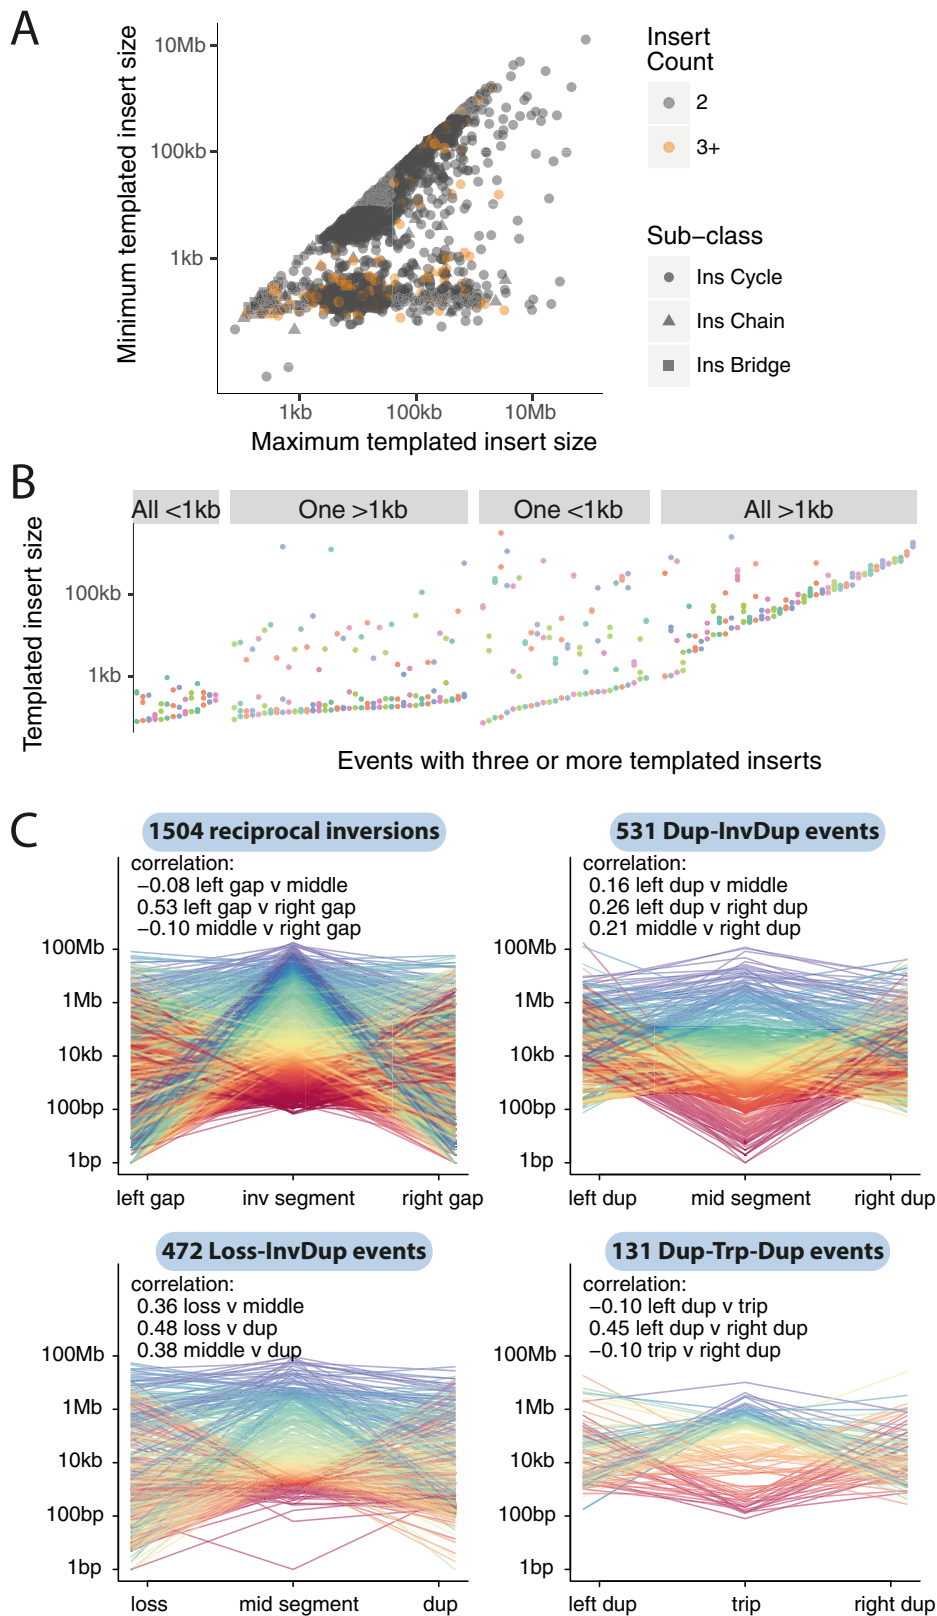 A
Minimum templated insert size
10Mb
100kb
1kb
1kb
100kb
10Mb
Maximum templated insert size
Insert
Count
2
3+
Sub−class
Ins Cycle
Ins Chain
Ins Bridge
B
All <1kb
One >1kb
One <1kb
All >1kb
Templated insert size
100kb
1kb
Events with three or more templated inserts
C
1504 reciprocal inversions
correlation:
−0.08 left gap v middle
0.53 left gap v right gap
−0.10 middle v right gap
100Mb
1Mb
10kb
100bp
1bp
left gap
inv segment
right gap
531 Dup-InvDup events
correlation:
0.16 left dup v middle
0.26 left dup v right dup
0.21 middle v right dup
100Mb
1Mb
10kb
100bp
1bp
left dup
mid segment
right dup
472 Loss-InvDup events
correlation:
0.36 loss v middle
0.48 loss v dup
0.38 middle v dup
100Mb
1Mb
10kb
100bp
1bp
loss
mid segment
dup
131 Dup-Trp-Dup events
correlation:
−0.10 left dup v trip
0.45 left dup v right dup
−0.10 trip v right dup
100Mb
1Mb
10kb
100bp
1bp
left dup
trip
right dup